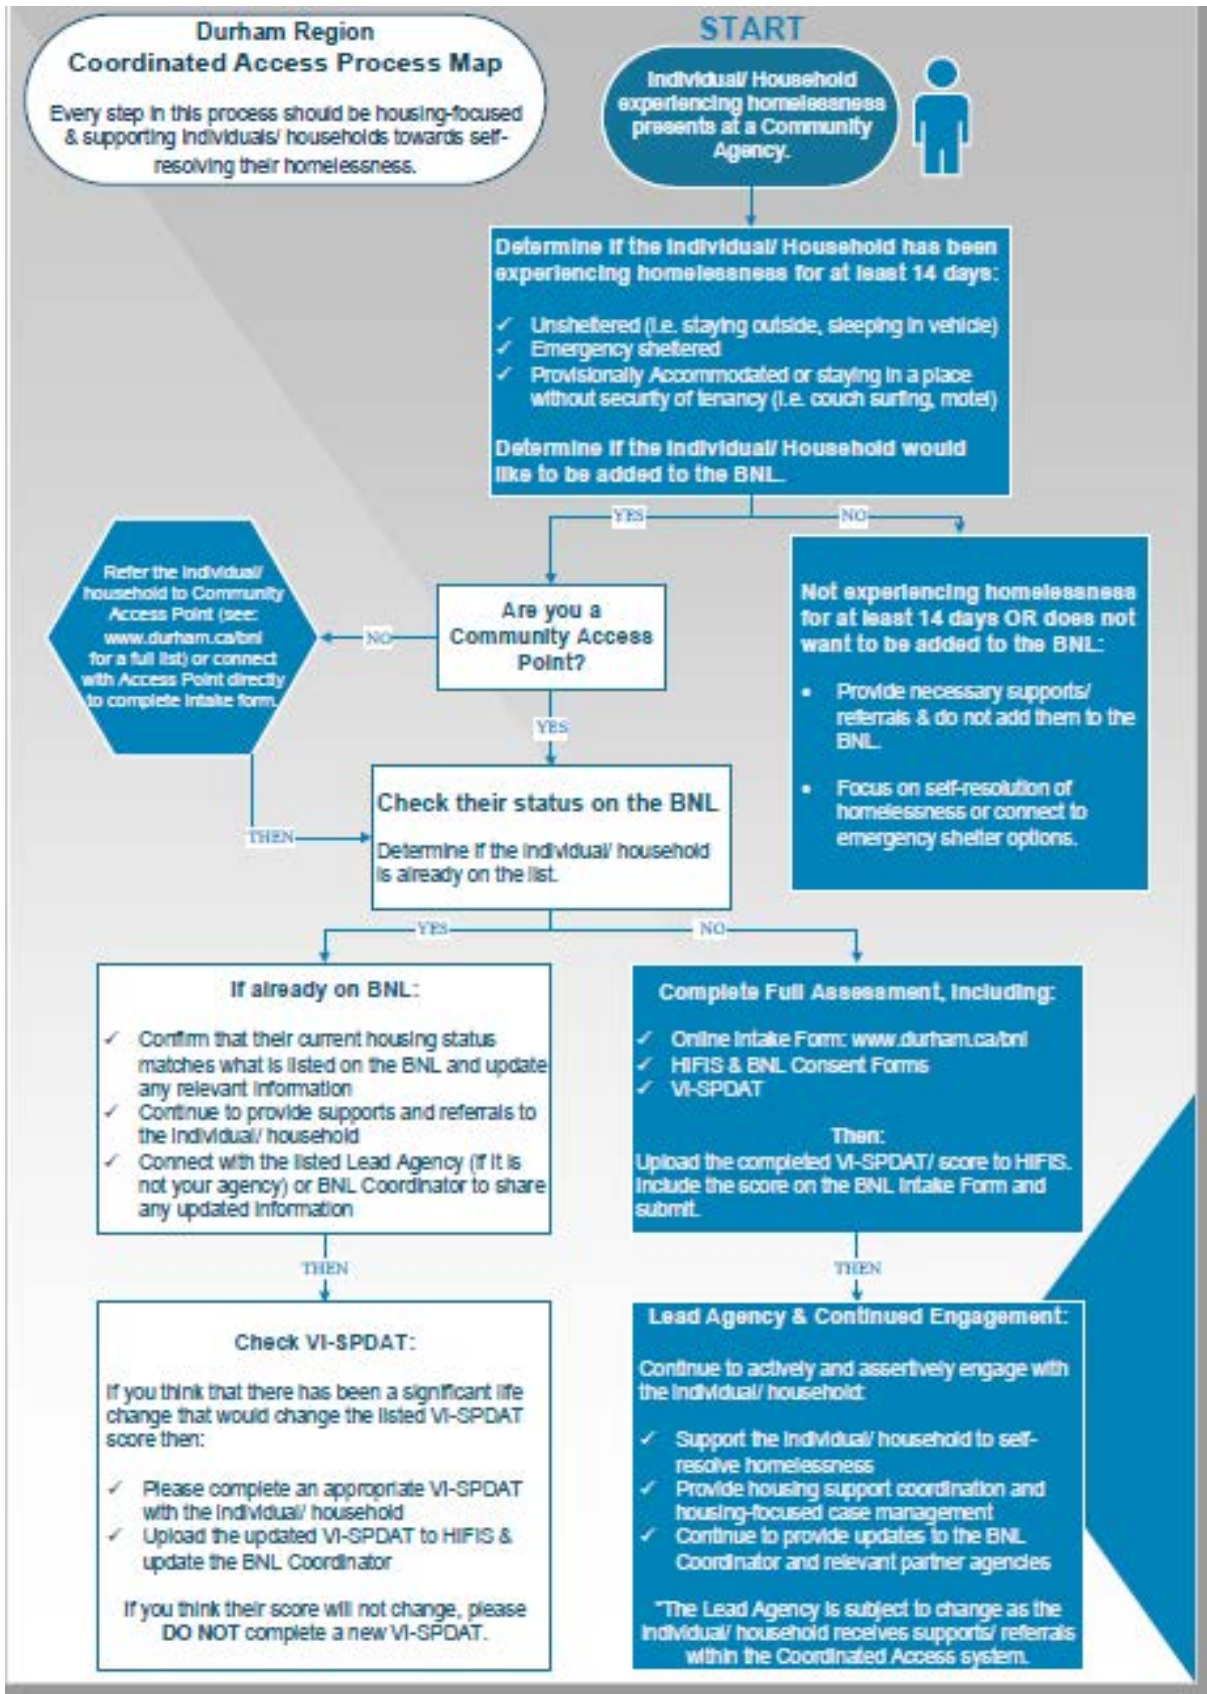 Durham Region
Coordinated Access Process Map
Every step in this process should be housing-focused
& supporting individuals/ households towards self-
resolving their homelessness.
START
Individual/ Household
experiencing homelessness
presents at a Community
Agency.
Determine if the Individual/ Household has been
experiencing homelessness for at least 14 days:
✓ Unsheltered (i.e. staying outside, sleeping in vehicle)
✓ Emergency sheltered
✓ Provisionally Accommodated or staying in a place
without security of tenancy (i.e. couch surfing, motel)
Determine if the Individual/ Household would
like to be added to the BNL.
YES
NO
Refer the individual/
household to Community
Access Point (see:
www.durham.ca/bnl
for a full list) or connect
with Access Point directly
to complete intake form.
NO
Are you a
Community Access
Point?
Not experiencing homelessness
for at least 14 days OR does not
want to be added to the BNL:
• Provide necessary supports/
referrals & do not add them to the
BNL.
• Focus on self-resolution of
homelessness or connect to
emergency shelter options.
YES
THEN
Check their status on the BNL
Determine if the individual/ household
is already on the list.
YES
NO
If already on BNL:
✓ Confirm that their current housing status
matches what is listed on the BNL and update
any relevant information
✓ Continue to provide supports and referrals to
the individual/ household
✓ Connect with the listed Lead Agency (if it is
not your agency) or BNL Coordinator to share
any updated information
Complete Full Assessment, Including:
✓ Online Intake Form: www.durham.ca/bnl
✓ HIFIS & BNL Consent Forms
✓ VI-SPDAT
Then:
Upload the completed VI-SPDAT/ score to HIFIS.
Include the score on the BNL Intake Form and
submit.
THEN
THEN
Check VI-SPDAT:
If you think that there has been a significant life
change that would change the listed VI-SPDAT
score then:
✓ Please complete an appropriate VI-SPDAT
with the individual/ household
✓ Upload the updated VI-SPDAT to HIFIS &
update the BNL Coordinator
If you think their score will not change, please
DO NOT complete a new VI-SPDAT.
Lead Agency & Continued Engagement:
Continue to actively and assertively engage with
the individual/ household:
✓ Support the individual/ household to self-
resolve homelessness
✓ Provide housing support coordination and
housing-focused case management
✓ Continue to provide updates to the BNL
Coordinator and relevant partner agencies
*The Lead Agency is subject to change as the
individual/ household receives supports/ referrals
within the Coordinated Access system.